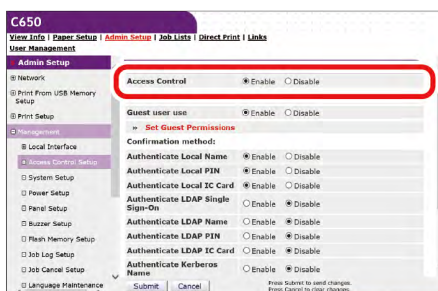 C650
View Info | Paper Setup | Admin Setup | Job Lists | Direct Print | Links
User Management
Admin Setup
Network
Print From USB Memory Setup
Print Setup
Management
Local Interface
Access Control Setup
System Setup
Power Setup
Panel Setup
Buzzer Setup
Flash Memory Setup
Job Log Setup
Job Cancel Setup
Language Maintenance
Access Control Enable Disable
Guest user use Enable Disable
» Set Guest Permissions
Confirmation method:
Authenticate Local Name Enable Disable
Authenticate Local PIN Enable Disable
Authenticate Local IC Card Enable Disable
Authenticate LDAP Single Sign-On Enable Disable
Authenticate LDAP Name Enable Disable
Authenticate LDAP PIN Enable Disable
Authenticate LDAP IC Card Enable Disable
Authenticate Kerberos Name Enable Disable
Submit Cancel
Press Submit to send changes.
Press Cancel to clear changes.